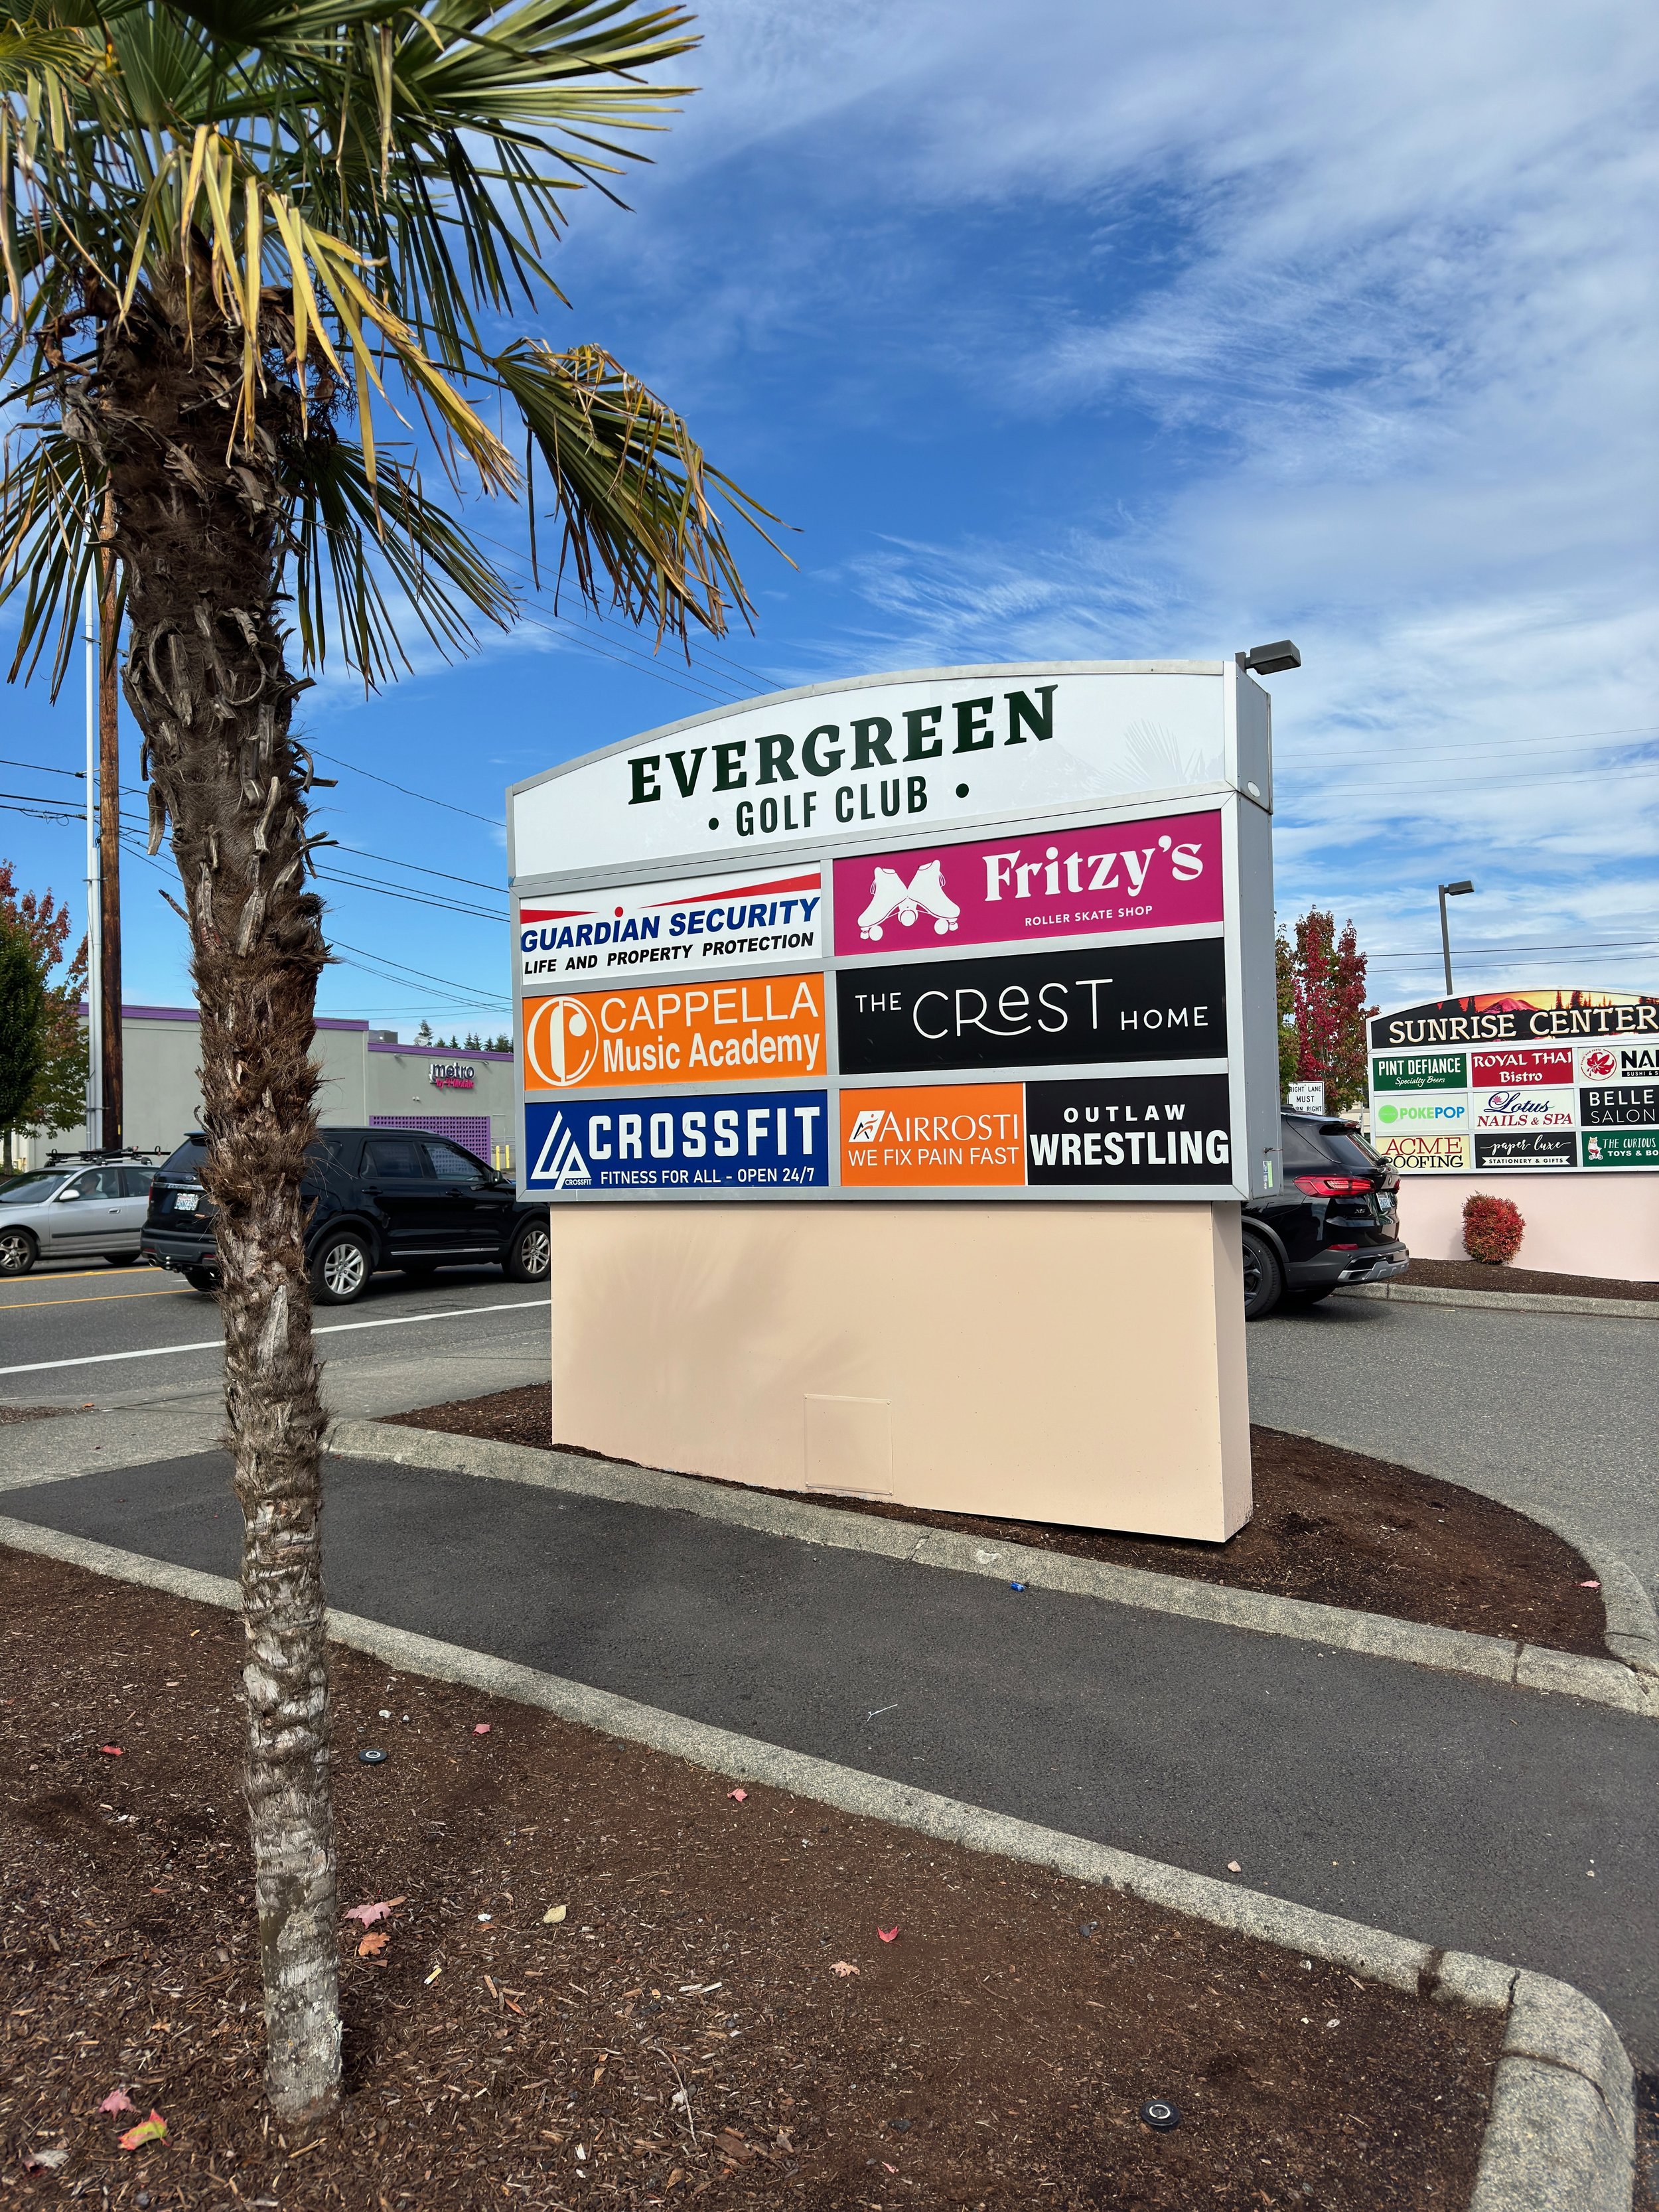 EVERGREEN
• GOLF CLUB •
GUARDIAN SECURITY
LIFE AND PROPERTY PROTECTION
Fritzy's
ROLLER SKATE SHOP
CAPPELLA
Music Academy
THE CREST HOME
CROSSFIT
FITNESS FOR ALL - OPEN 24/7
CROSSFIT
AIRROSTI
WE FIX PAIN FAST
OUTLAW
WRESTLING
metro
RIGHT LANE
MUST
SUNRISE CENTER
PINT DEFIANCE
Specialty Beers
ROYAL THAI
Bistro
POKEPOP
Lotus
NAILS & SPA
BELLE
SALON
ACME
ROOFING
paper luxe
STATIONERY & GIFTS
THE CURIOUS